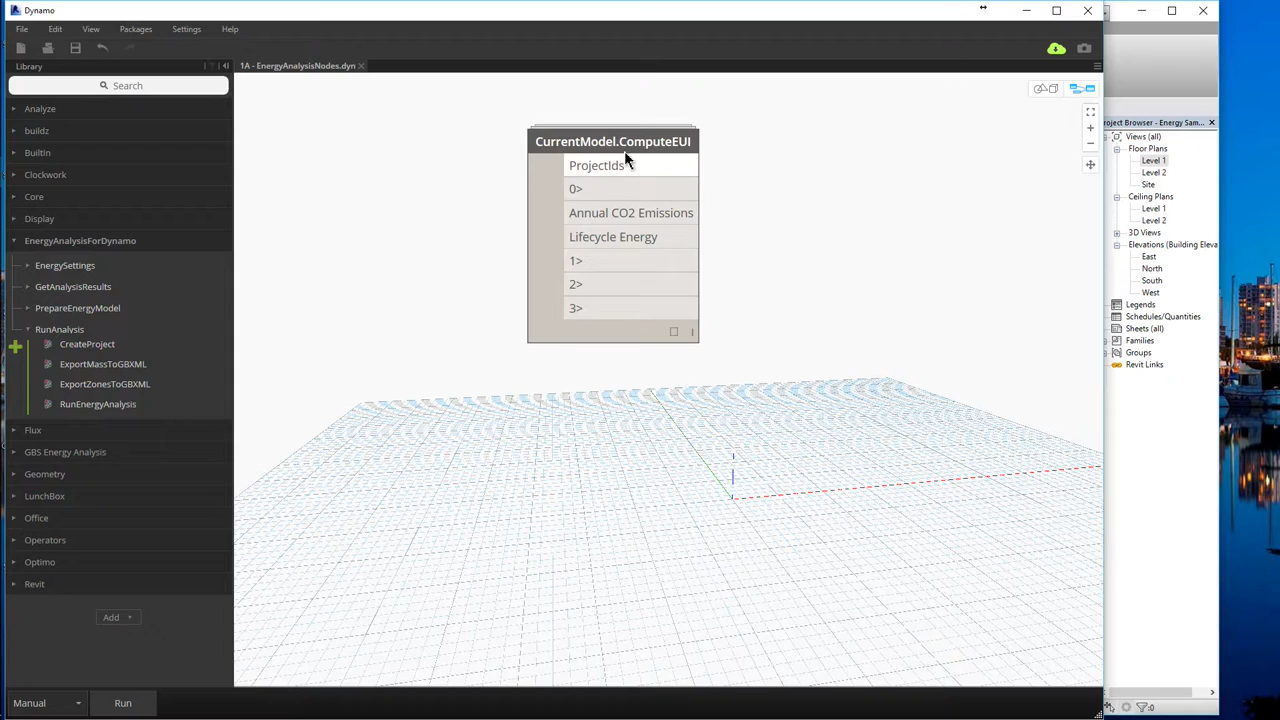 Dynamo
File Edit View Packages Settings Help
Library
1A - EnergyAnalysisNodes.dyn
Search
Analyze
buildz
BuiltIn
Clockwork
Core
Display
EnergyAnalysisForDynamo
EnergySettings
GetAnalysisResults
PrepareEnergyModel
RunAnalysis
CreateProject
ExportMassToGBXML
ExportZonesToGBXML
RunEnergyAnalysis
Flux
GBS Energy Analysis
Geometry
LunchBox
Office
Operators
Optimo
Revit
Add
Manual
Run
CurrentModel.ComputeEUI
ProjectIds
0>
Annual CO2 Emissions
Lifecycle Energy
1>
2>
3>
roject Browser - Energy Sam...
Views (all)
Floor Plans
Level 1
Level 2
Site
Ceiling Plans
Level 1
Level 2
3D Views
Elevations (Building Eleva
East
North
South
West
Legends
Schedules/Quantities
Sheets (all)
Families
Groups
Revit Links
:0